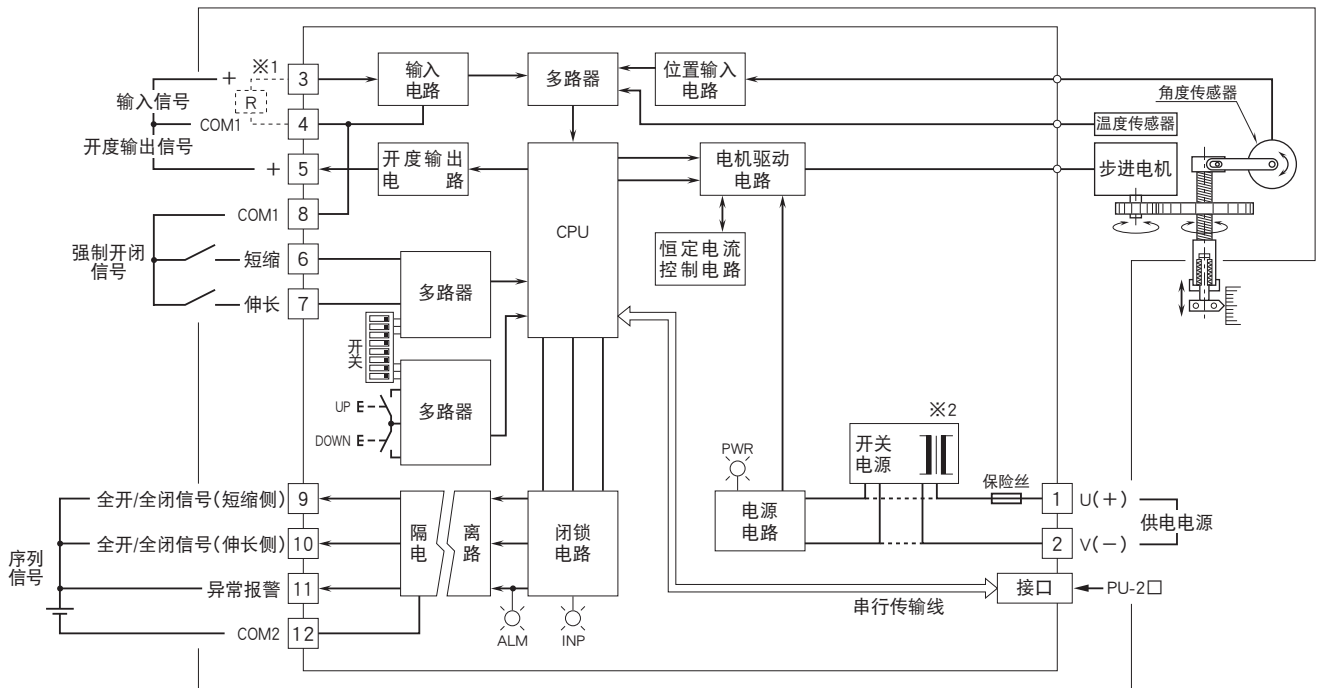 ※1
+
3
输入信号
R
COM1
4
开度输出信号
+
5
COM1
8
强制开闭
信号
短缩
6
伸长
7
输入
电路
多路器
位置输入
电路
角度传感器
温度传感器
开度输出
电路
CPU
电机驱动
电路
步进电机
恒定电流
控制电路
多路器
开关
UP
DOWN
多路器
※2
开关
电源
PWR
电源
电路
保险丝
1
U(+)
2
V(-)
供电电源
序列
信号
全开/全闭信号(短缩侧)
9
全开/全闭信号(伸长侧)
10
异常报警
11
COM2
12
隔离
电路
闭锁
电路
ALM
INP
串行传输线
接口
PU-2□